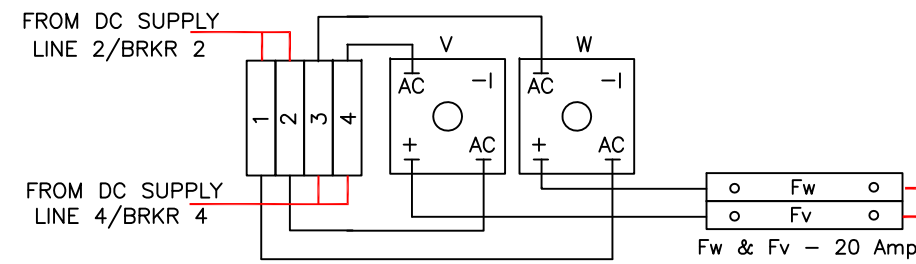 FROM DC SUPPLY
LINE 2/BRKR 2
V
W
1
2
3
4
AC
-I
AC
-I
+
AC
+
AC
FROM DC SUPPLY
LINE 4/BRKR 4
Fw
Fv
Fw & Fv - 20 Amp